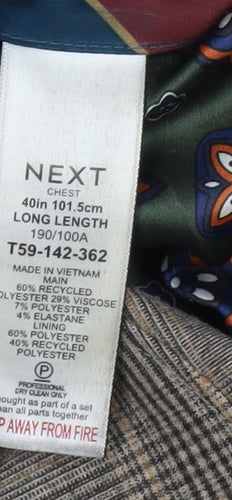 NEXT
CHEST
40in 101.5cm
LONG LENGTH
190/100A
T59-142-362
MADE IN VIETNAM
MAIN
60% RECYCLED
POLYESTER 29% VISCOSE
7% POLYESTER
4% ELASTANE
LINING
60% POLYESTER
40% RECYCLED
POLYESTER
P
PROFESSIONAL
DRY CLEAN ONLY
bought as part of a set
ean all parts together
P AWAY FROM FIRE